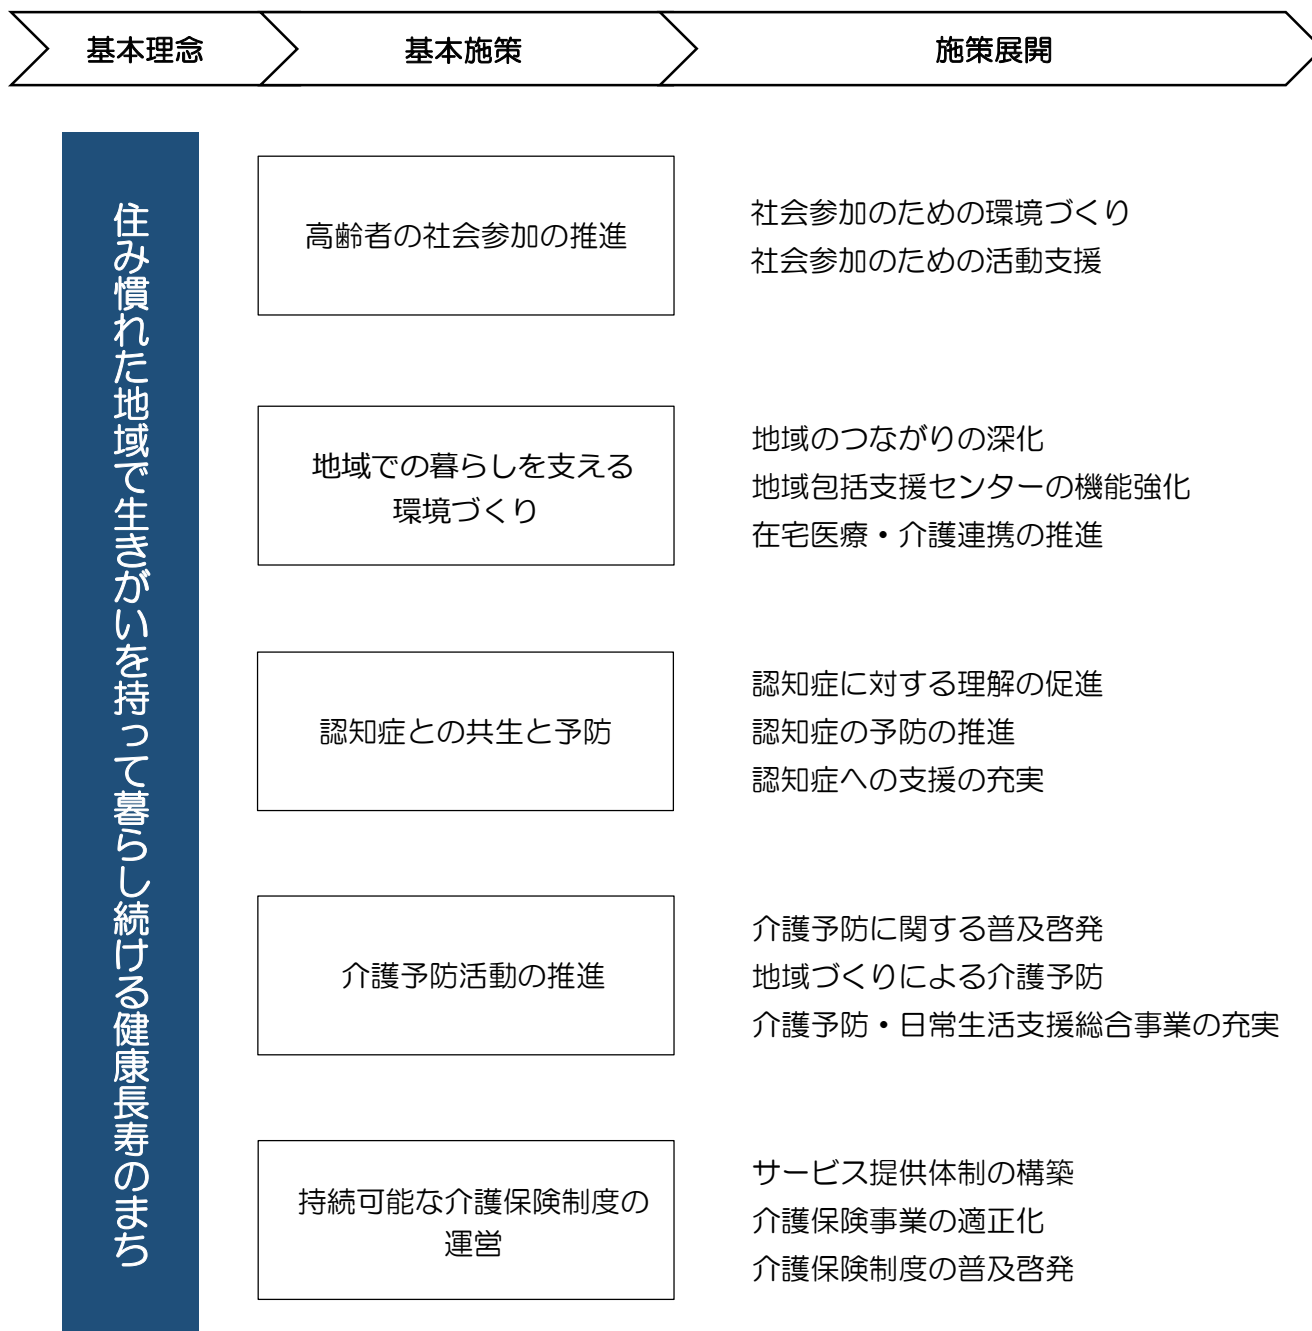 基本理念
基本施策
施策展開
住み慣れた地域で生きがいを持って暮らし続ける健康長寿のまち
高齢者の社会参加の推進
社会参加のための環境づくり
社会参加のための活動支援
地域での暮らしを支える
環境づくり
地域のつながりの深化
地域包括支援センターの機能強化
在宅医療・介護連携の推進
認知症との共生と予防
認知症に対する理解の促進
認知症の予防の推進
認知症への支援の充実
介護予防活動の推進
介護予防に関する普及啓発
地域づくりによる介護予防
介護予防・日常生活支援総合事業の充実
持続可能な介護保険制度の
運営
サービス提供体制の構築
介護保険事業の適正化
介護保険制度の普及啓発